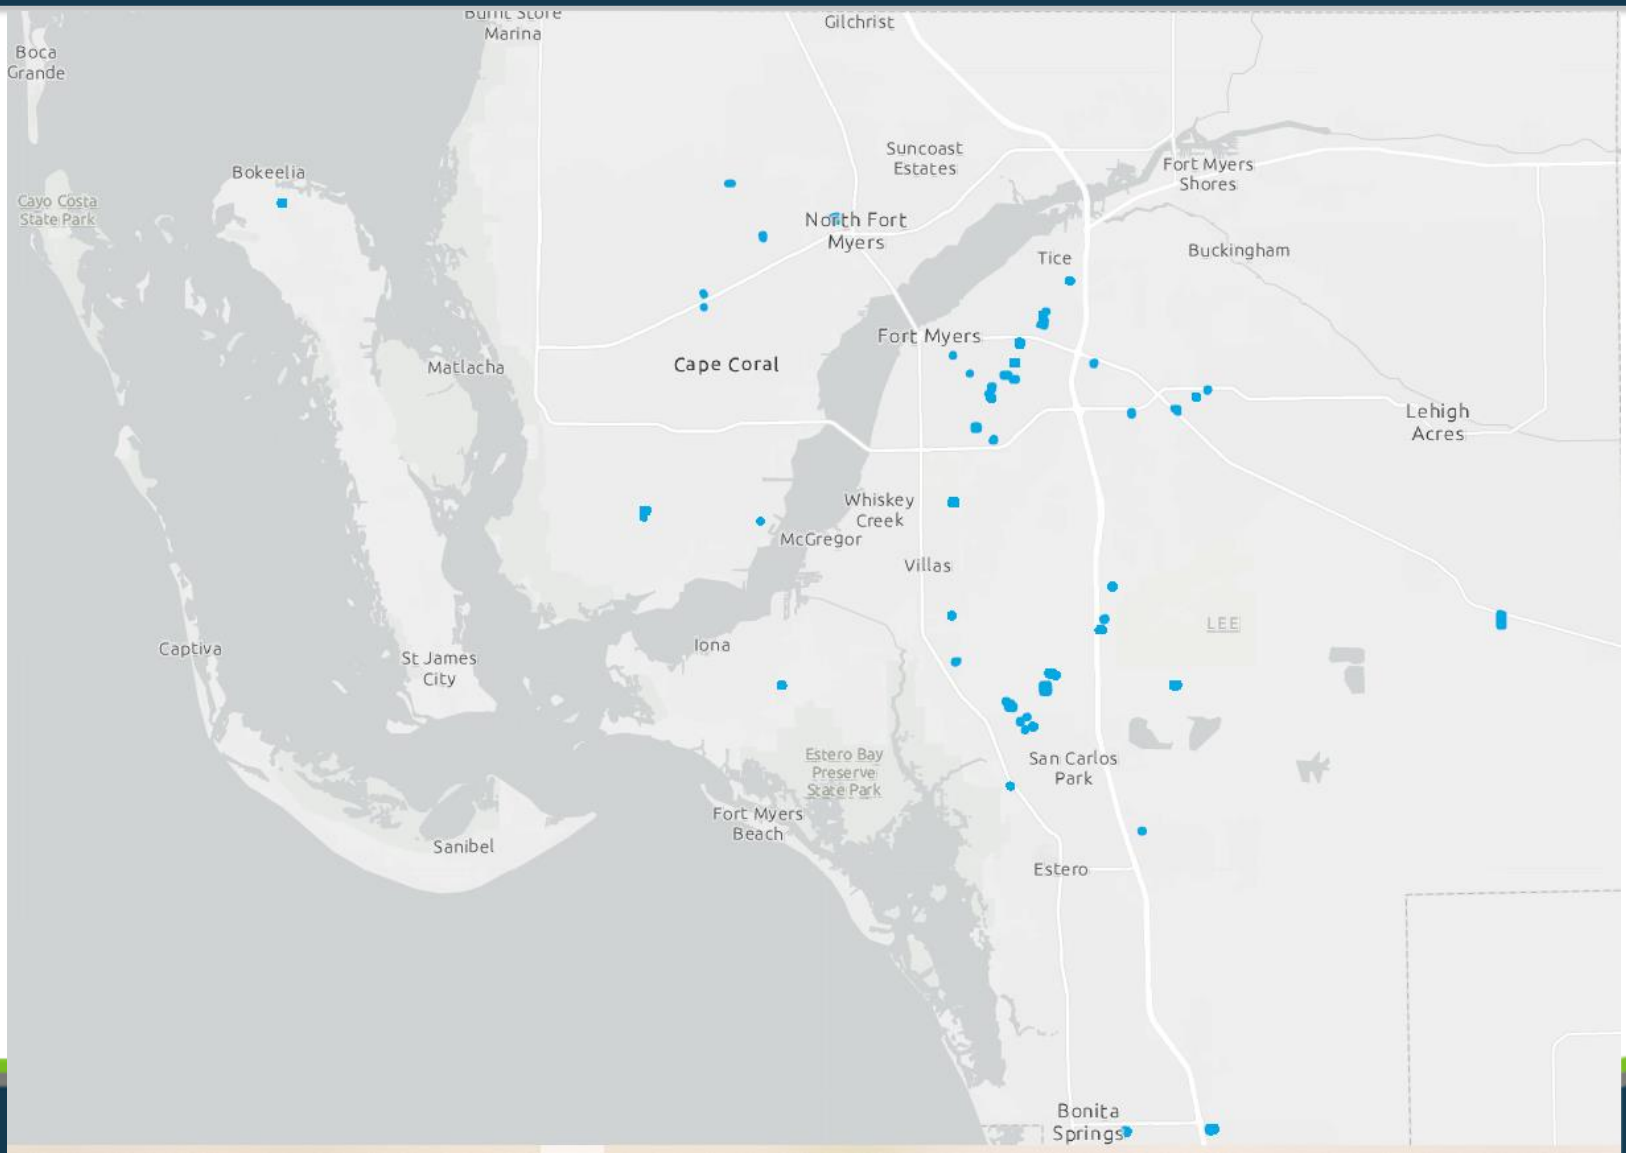 Burnt Store
Marina
Gilchrist
Boca
Grande
Suncoast
Estates
Fort Myers
Shores
Bokeelia
Cayo Costa
State Park
North Fort
Myers
Buckingham
Tice
Fort Myers
Cape Coral
Matlacha
Lehigh
Acres
Whiskey
Creek
McGregor
Villas
LEE
Captiva
Iona
St James
City
Estero Bay
Preserve
State Park
San Carlos
Park
Fort Myers
Beach
Sanibel
Estero
Bonita
Springs